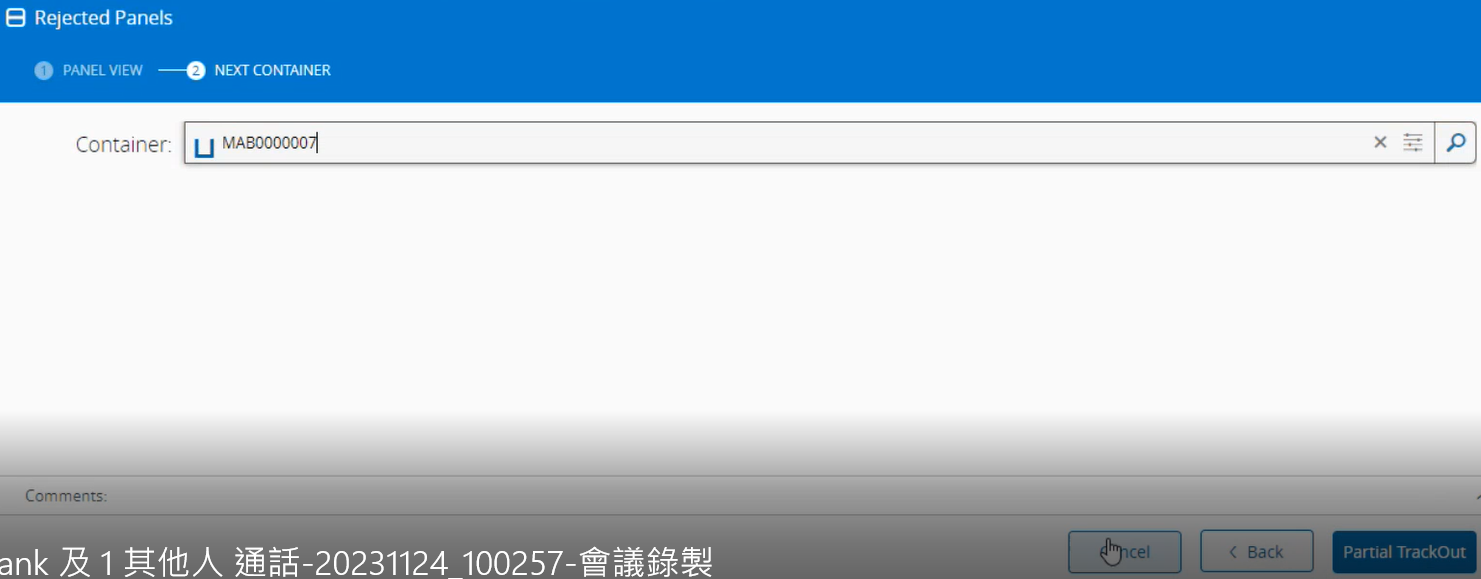 Rejected Panels
1 PANEL VIEW 2 NEXT CONTAINER
Container: MAB0000007
Comments:
Back Partial TrackOut
ank 及 1 其他人 通話-20231124_100257-會議錄製